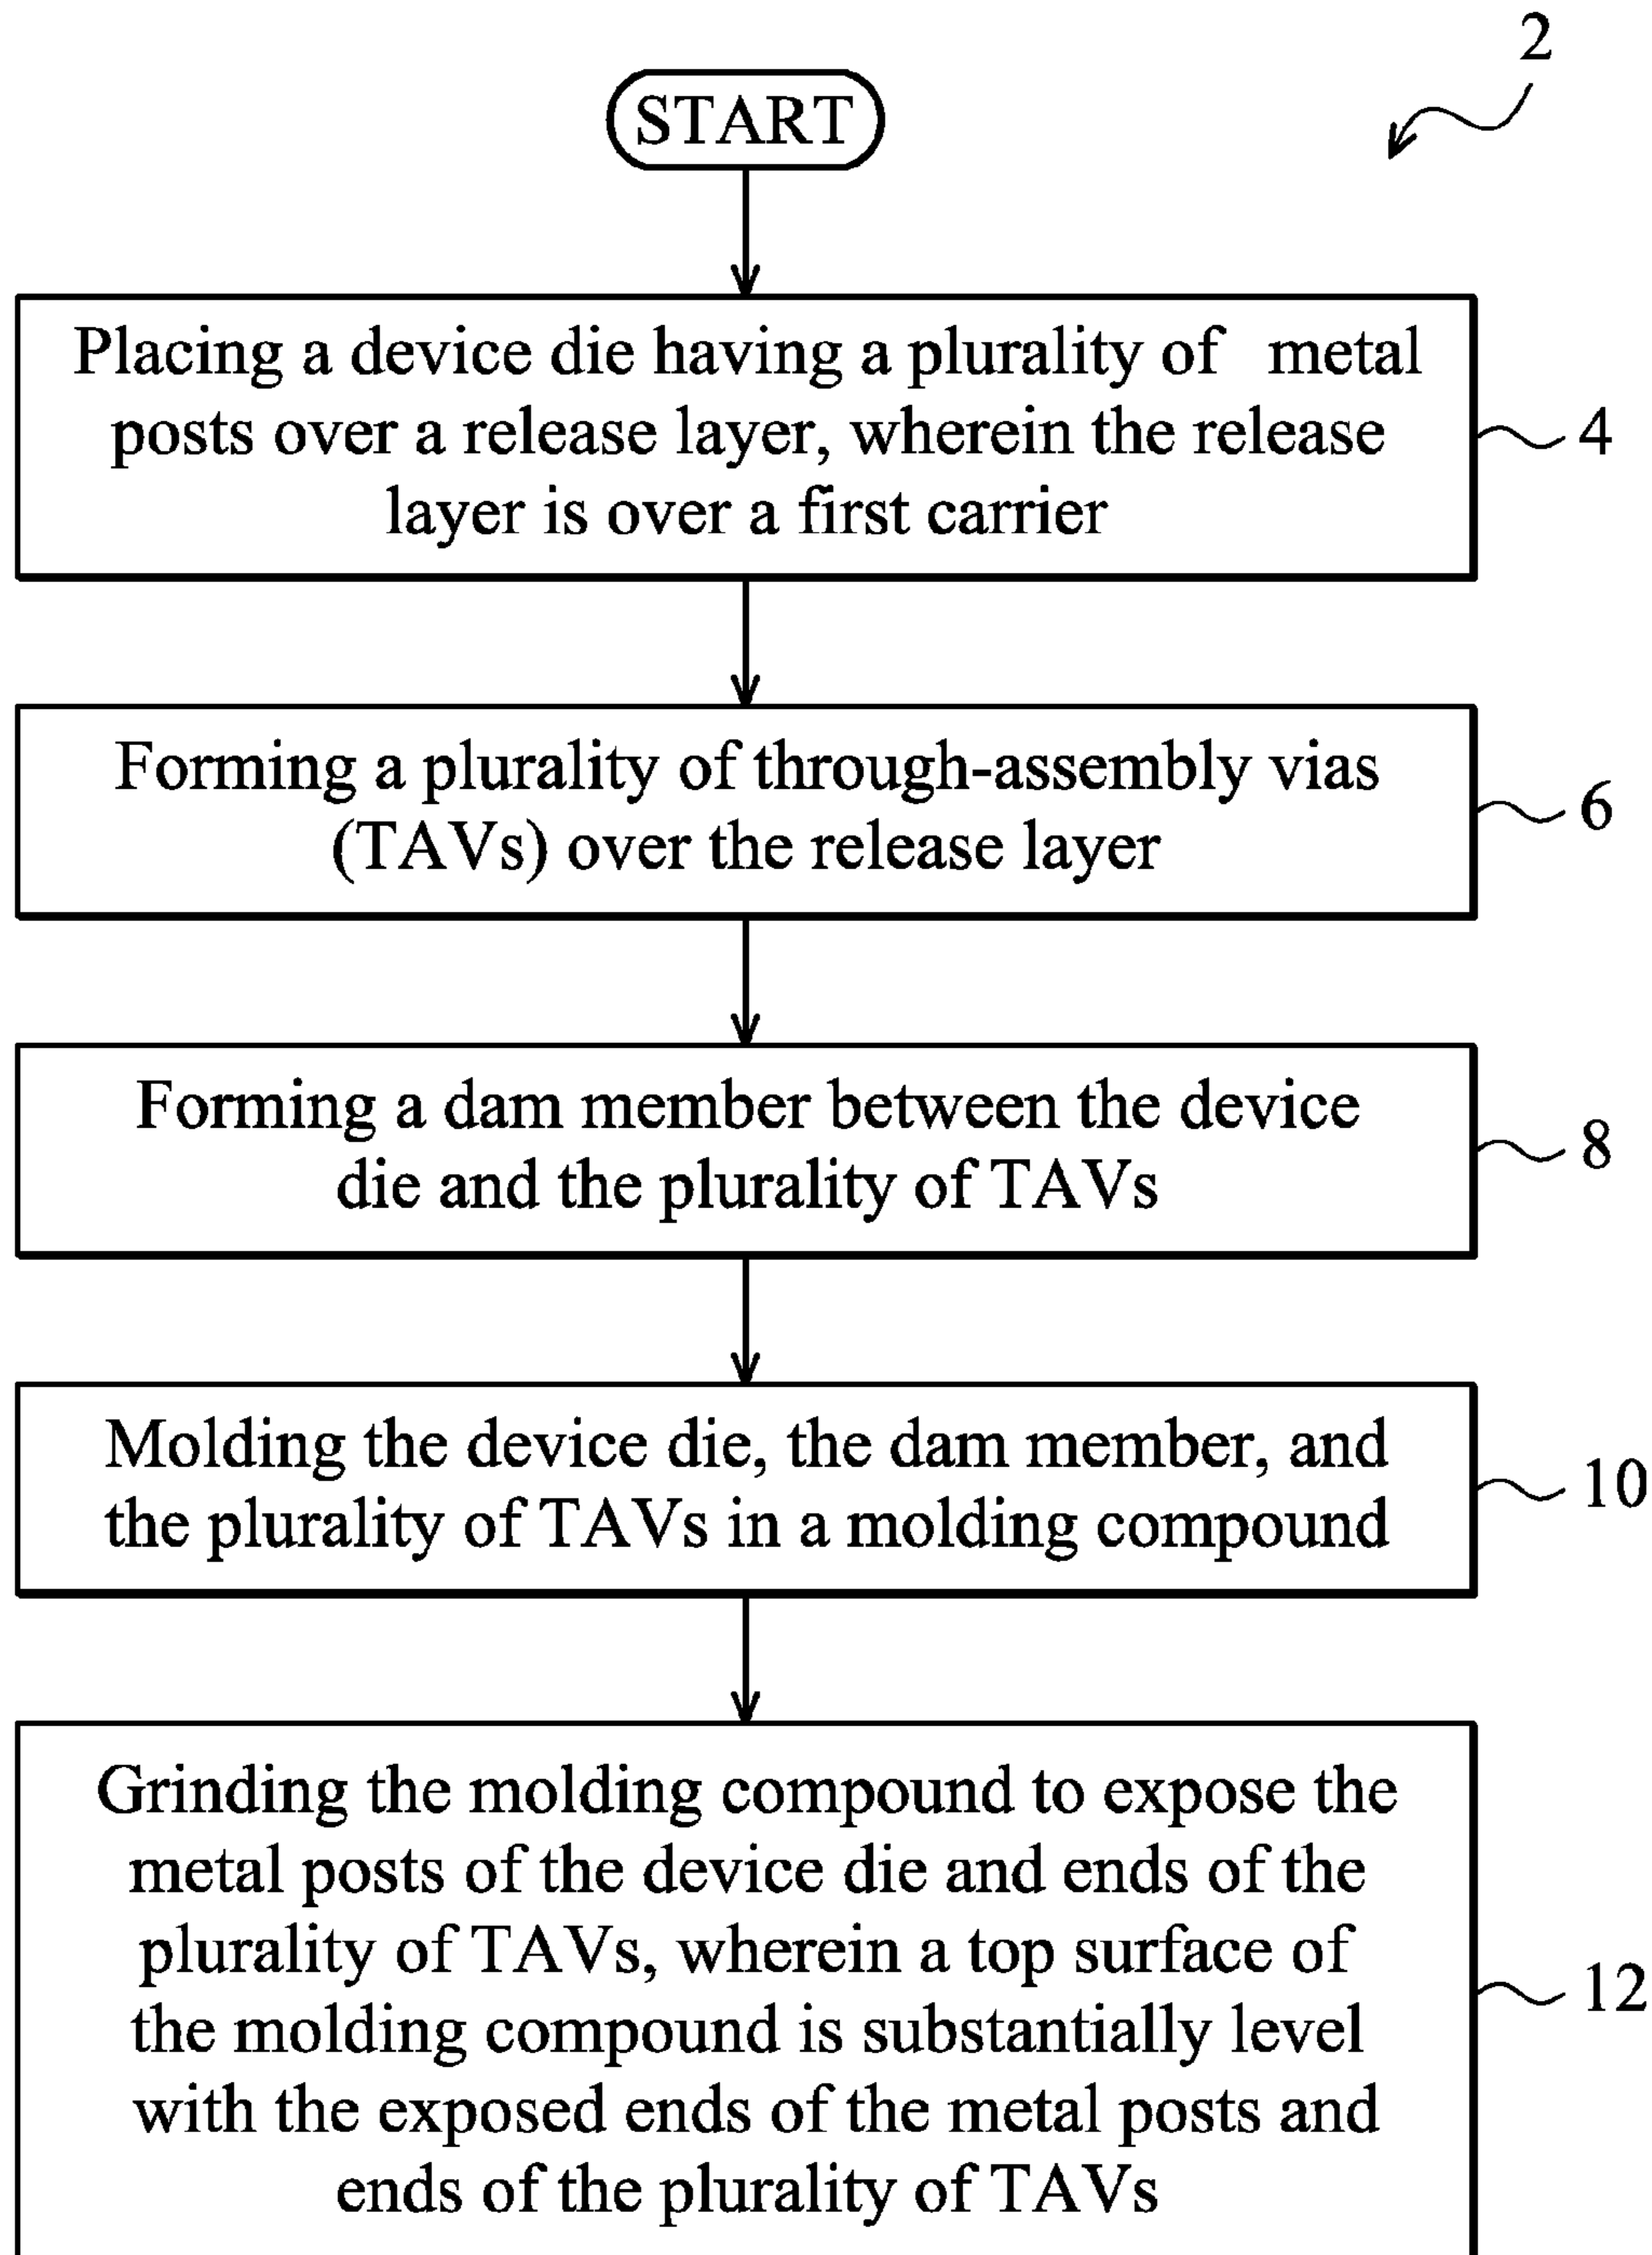 2
START
Placing a device die having a plurality of metal
posts over a release layer, wherein the release
layer is over a first carrier
4
Forming a plurality of through-assembly vias
(TAVs) over the release layer
6
Forming a dam member between the device
die and the plurality of TAVs
8
Molding the device die, the dam member, and
the plurality of TAVs in a molding compound
10
Grinding the molding compound to expose the
metal posts of the device die and ends of the
plurality of TAVs, wherein a top surface of
the molding compound is substantially level
with the exposed ends of the metal posts and
ends of the plurality of TAVs
12